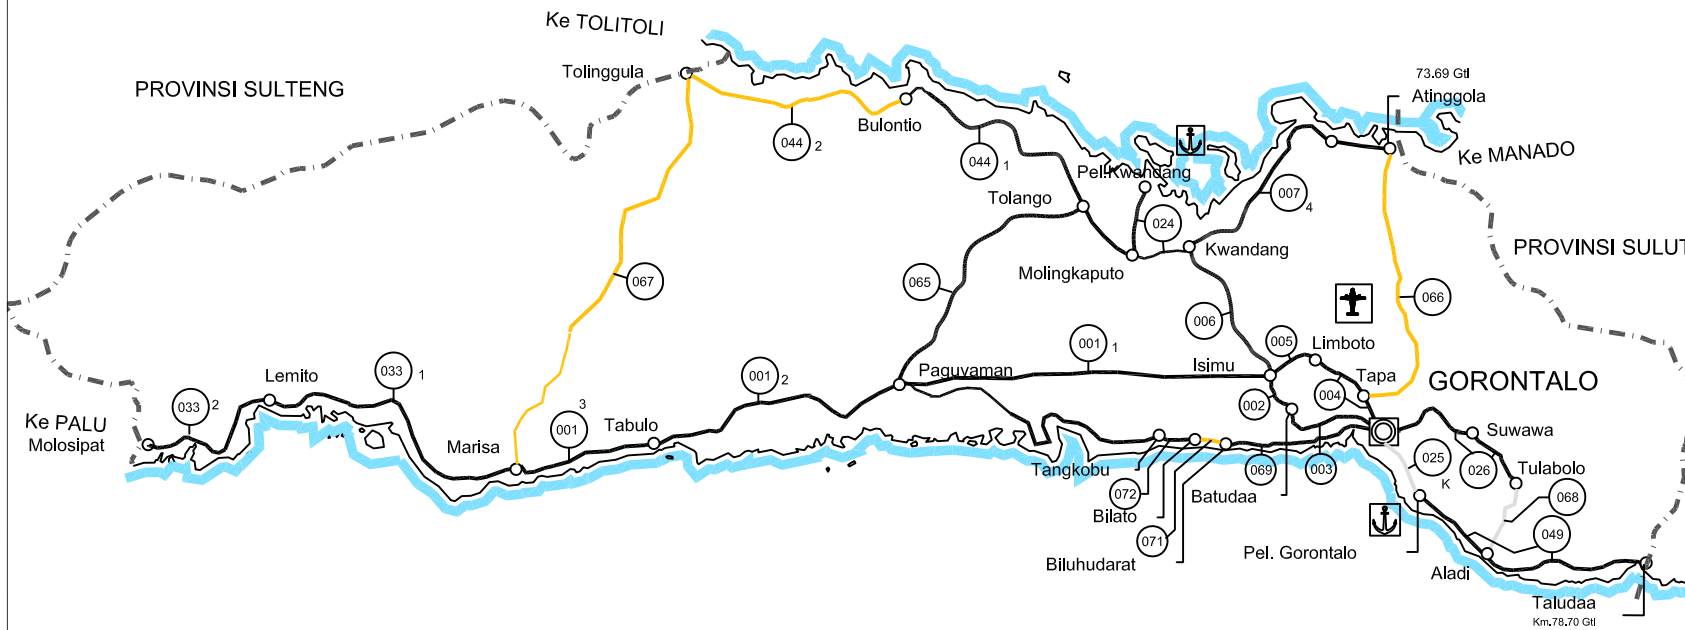 Ke TOLITOLI
Tolinggula
PROVINSI SULTENG
73.69 Gtl
Atinggola
Bulontio
044 2
044 1
Ke MANADO
Pel.Kwandang
Tolango
007 4
024
Kwandang
PROVINSI SULUT
Molingkaputo
067
065
066
006
005
Limboto
001 1
Isimu
Tapa
Paguyaman
GORONTALO
Lemito
033 1
001 2
004
002
033 2
Ke PALU
Molosipat
Marisa
001 3
Tabulo
Suwawa
Tangkobu
069
003
025 K
026
Tulabolo
072
Batudaa
068
Bilato
071
049
Biluhudarat
Pel. Gorontalo
Aladi
Taludaa
Km.78.70 Gtl